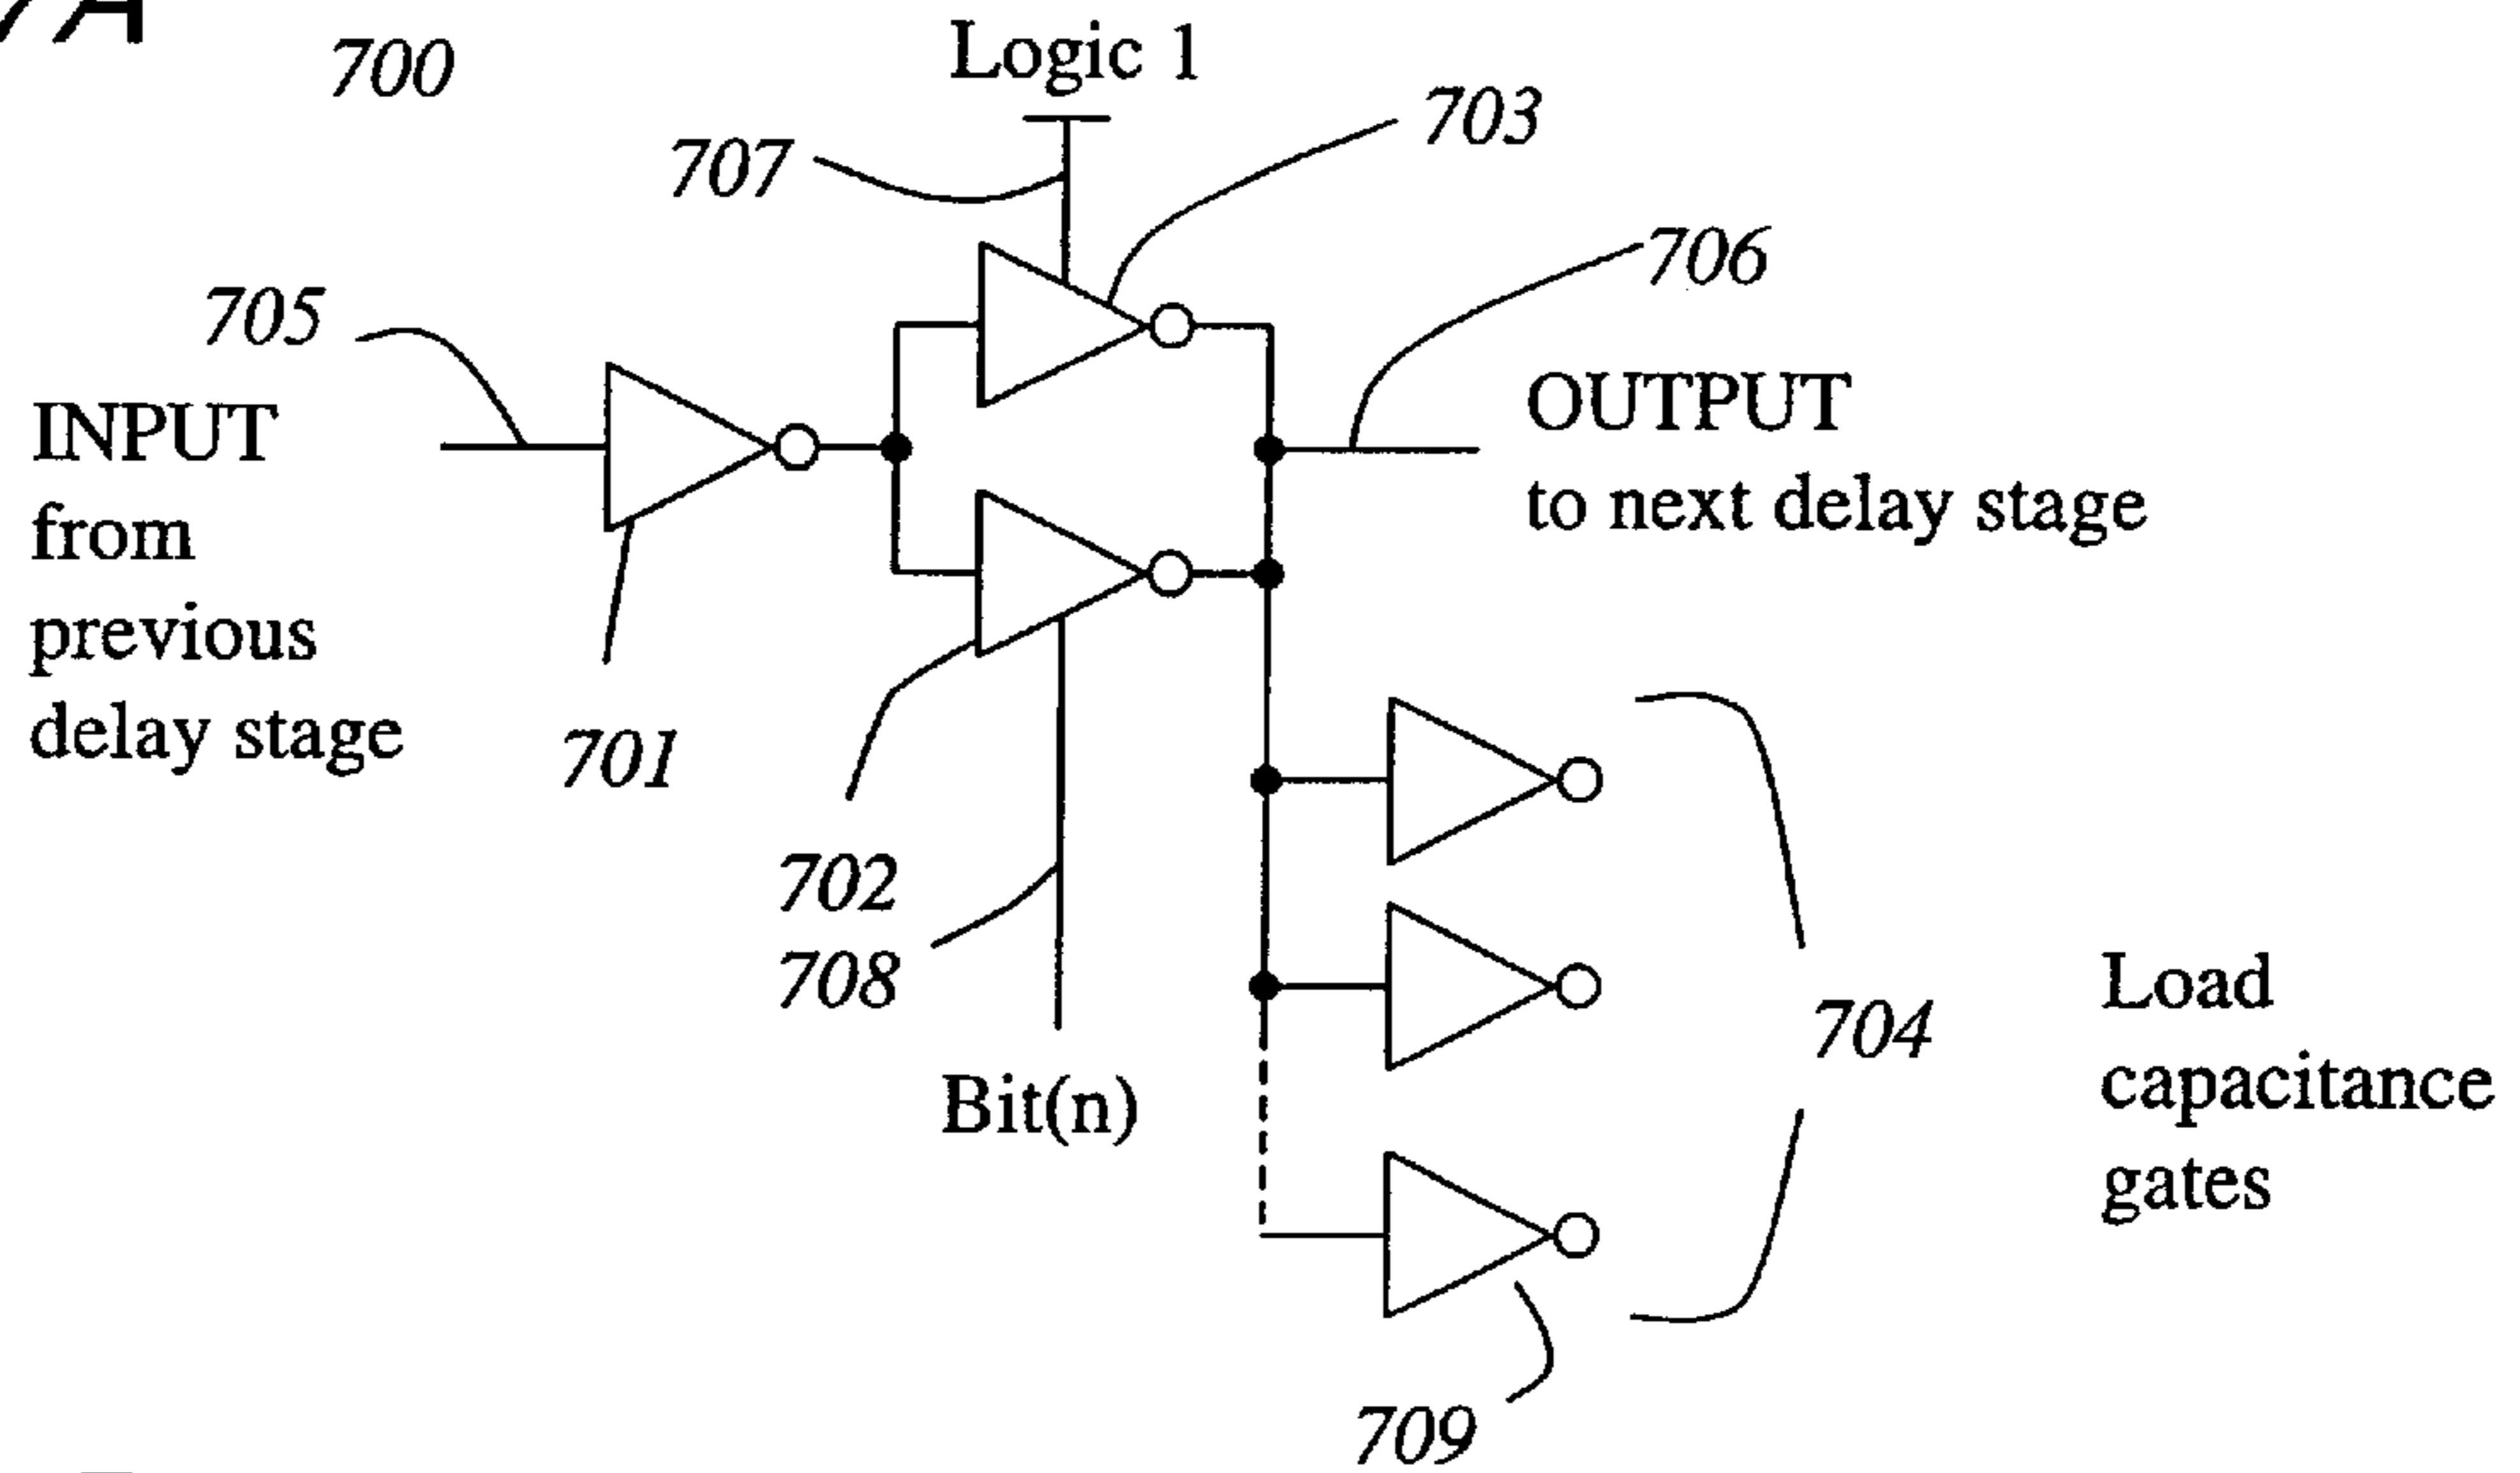 7A
700
Logic 1
707
703
706
705
INPUT
from
previous
delay stage
OUTPUT
to next delay stage
701
702
708
Bit(n)
704
Load
capacitance
gates
709